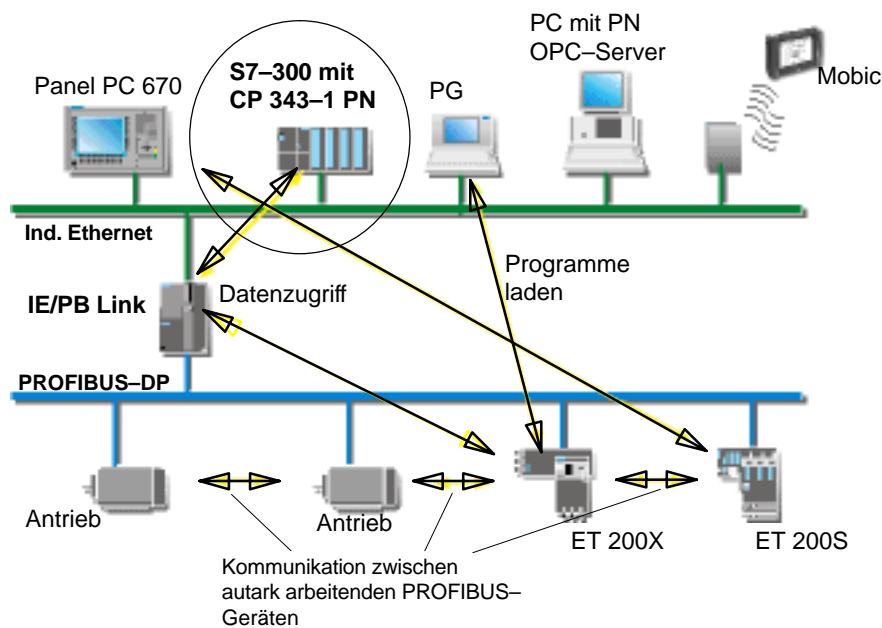 PC mit PN
OPC–Server
S7–300 mit
CP 343–1 PN
Panel PC 670
PG
Mobic
Ind. Ethernet
Programme
laden
IE/PB Link
Datenzugriff
PROFIBUS–DP
Antrieb
Antrieb
ET 200X
ET 200S
Kommunikation zwischen
autark arbeitenden PROFIBUS–
Geräten